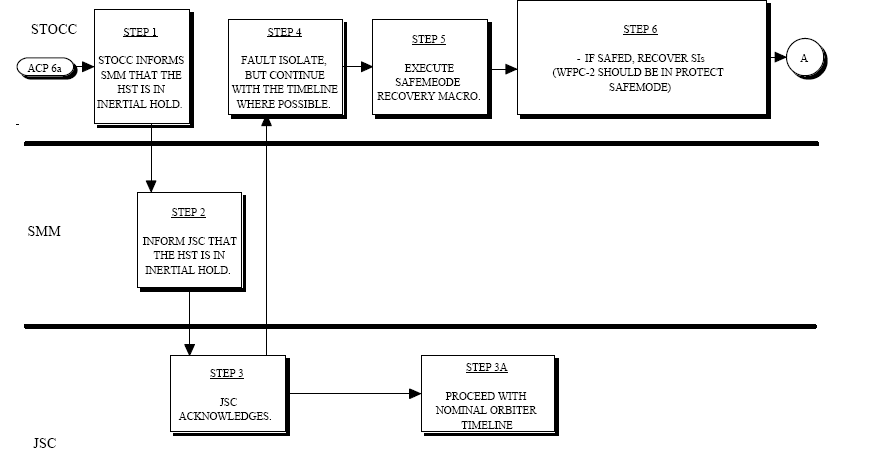 STOCC
ACP 6a
STEP 1
STOCC INFORMS
SMM THAT THE
HST IS IN
INERTIAL HOLD.
STEP 4
FAULT ISOLATE,
BUT CONTINUE
WITH THE TIMELINE
WHERE POSSIBLE.
STEP 5
EXECUTE
SAFEMEODE
RECOVERY MACRO.
STEP 6
- IF SAFED, RECOVER SIs
(WFPC-2 SHOULD BE IN PROTECT
SAFEMODE)
A
SMM
STEP 2
INFORM JSC THAT
THE HST IS IN
INERTIAL HOLD.
STEP 3
JSC
ACKNOWLEDGES.
STEP 3A
PROCEED WITH
NOMINAL ORBITER
TIMELINE
JSC